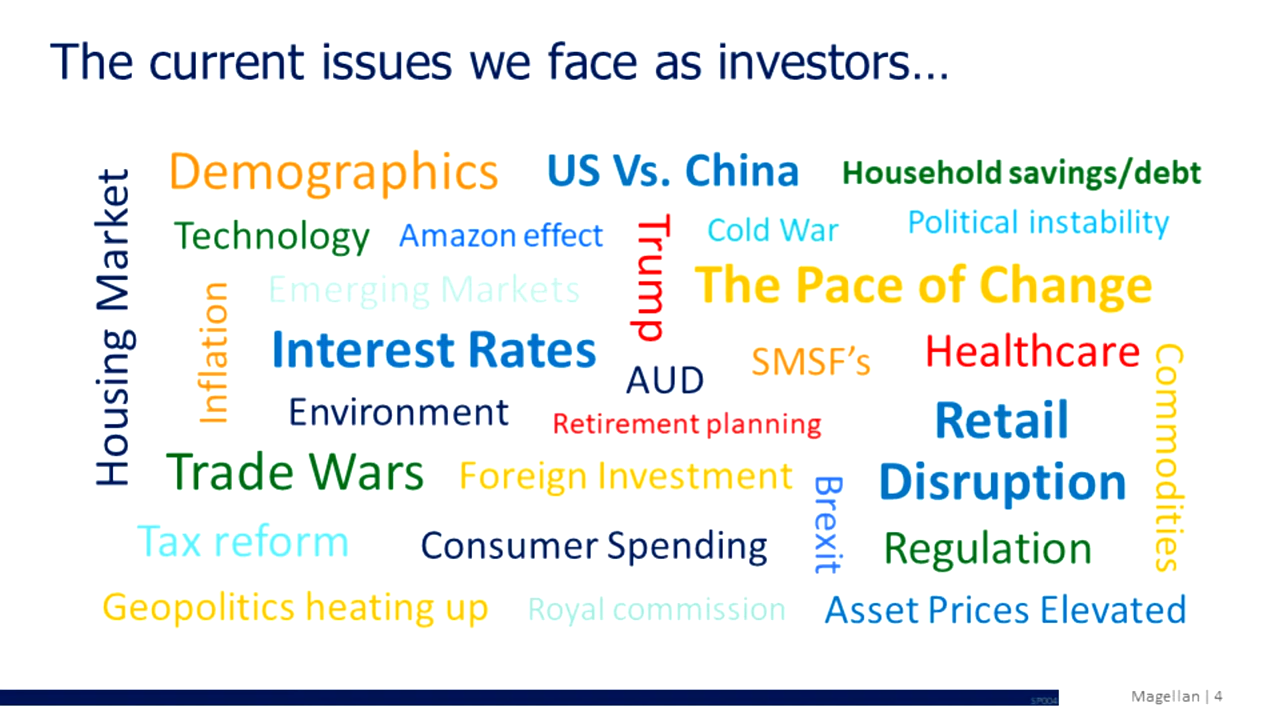 The current issues we face as investors...
Housing Market
Demographics
US Vs. China
Household savings/debt
Technology
Amazon effect
Trump
Cold War
Political instability
Emerging Markets
The Pace of Change
Inflation
Interest Rates
AUD
SMSF's
Healthcare
Commodities
Environment
Retirement planning
Retail
Disruption
Trade Wars
Foreign Investment
Brexit
Tax reform
Consumer Spending
Regulation
Geopolitics heating up
Royal commission
Asset Prices Elevated
SP004
Magellan | 4